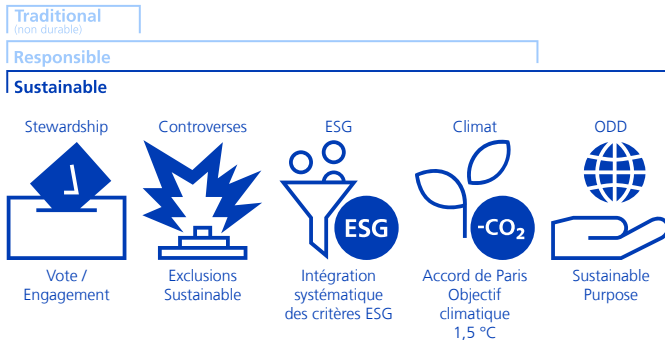 Traditional
(non durable)
Responsible
Sustainable
Stewardship
Controverses
ESG
Climat
ODD
ESG
-CO₂
Vote /
Engagement
Exclusions
Sustainable
Intégration
systématique
des critères ESG
Accord de Paris
Objectif
climatique
1,5 °C
Sustainable
Purpose